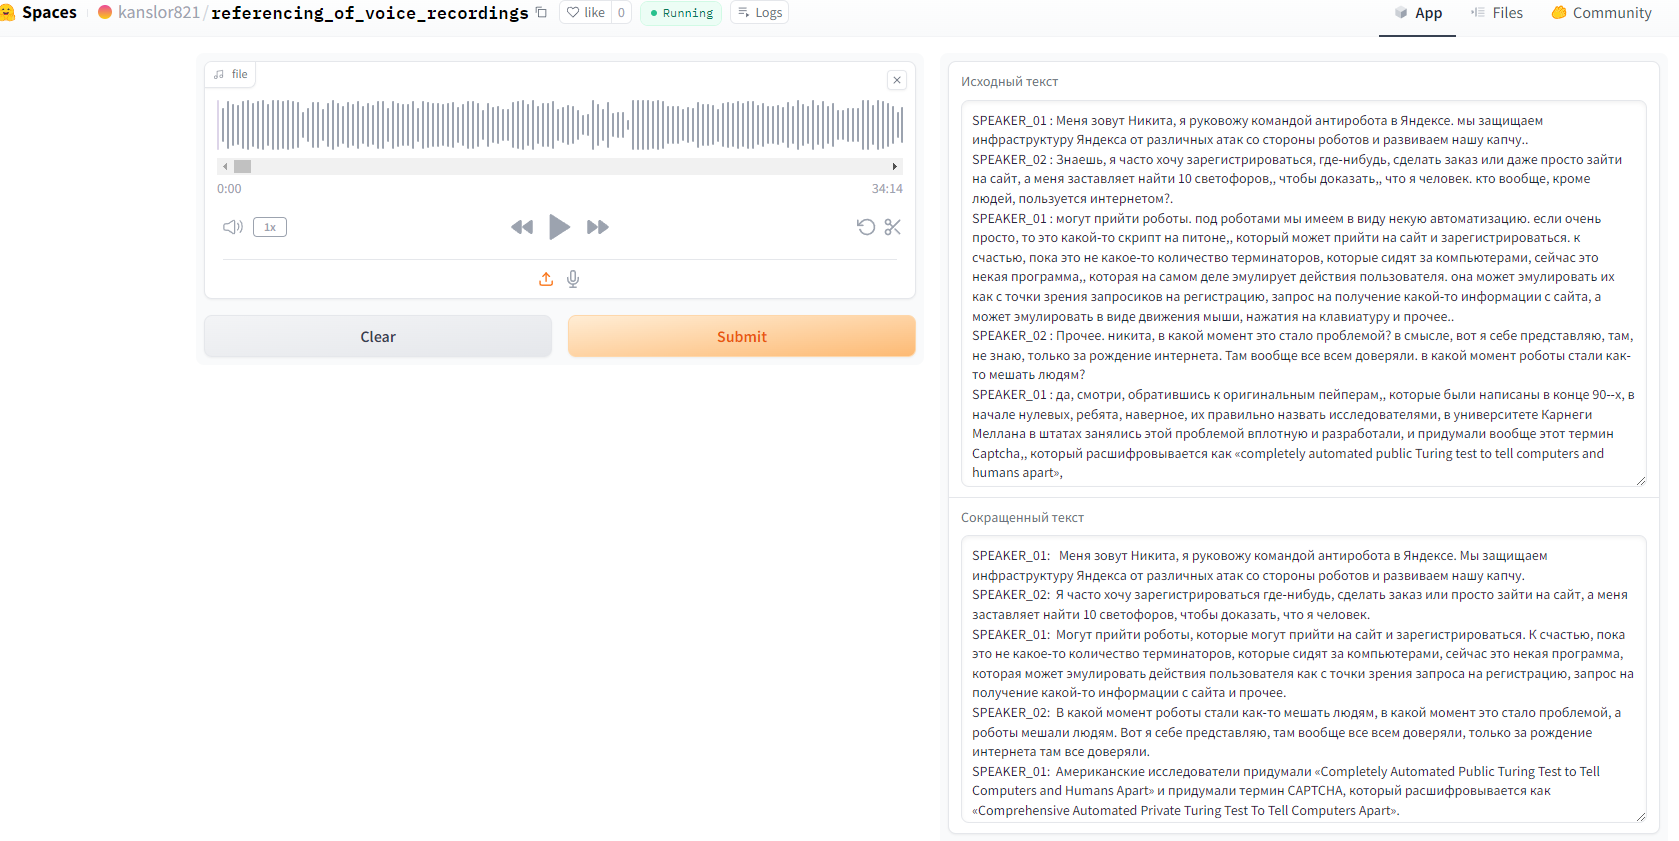 Spaces kanslor821/referencing_of_voice_recordings like 0 Running Logs App Files Community
file
0:00 34:14
1x
Clear Submit
Исходный текст
SPEAKER_01 : Меня зовут Никита, я руковожу командой антиробота в Яндексе. мы защищаем
инфраструктуру Яндекса от различных атак со стороны роботов и развиваем нашу капчу..
SPEAKER_02 : Знаешь, я часто хочу зарегистрироваться, где-нибудь, сделать заказ или даже просто зайти
на сайт, а меня заставляет найти 10 светофоров,, чтобы доказать,, что я человек. кто вообще, кроме
людей, пользуется интернетом?.
SPEAKER_01 : могут прийти роботы. под роботами мы имеем в виду некую автоматизацию. если очень
просто, то это какой-то скрипт на питоне,, который может прийти на сайт и зарегистрироваться. к
счастью, пока это не какое-то количество терминаторов, которые сидят за компьютерами, сейчас это
некая программа,, которая на самом деле эмулирует действия пользователя. она может эмулировать их
как с точки зрения запросиков на регистрацию, запрос на получение какой-то информации с сайта, а
может эмулировать в виде движения мыши, нажатия на клавиатуру и прочее..
SPEAKER_02 : Прочее. никита, в какой момент это стало проблемой? в смысле, вот я себе представляю, там,
не знаю, только за рождение интернета. Там вообще все всем доверяли. в какой момент роботы стали как-
то мешать людям?
SPEAKER_01 : да, смотри, обратившись к оригинальным пейперам,, которые были написаны в конце 90--х, в
начале нулевых, ребята, наверное, их правильно назвать исследователями, в университете Карнеги
Меллана в штатах занялись этой проблемой вплотную и разработали, и придумали вообще этот термин
Captcha,, который расшифровывается как «completely automated public Turing test to tell computers and
humans apart»,
Сокращенный текст
SPEAKER_01: Меня зовут Никита, я руковожу командой антиробота в Яндексе. Мы защищаем
инфраструктуру Яндекса от различных атак со стороны роботов и развиваем нашу капчу.
SPEAKER_02: Я часто хочу зарегистрироваться где-нибудь, сделать заказ или просто зайти на сайт, а меня
заставляет найти 10 светофоров, чтобы доказать, что я человек.
SPEAKER_01: Могут прийти роботы, которые могут прийти на сайт и зарегистрироваться. К счастью, пока
это не какое-то количество терминаторов, которые сидят за компьютерами, сейчас это некая программа,
которая может эмулировать действия пользователя как с точки зрения запроса на регистрацию, запрос на
получение какой-то информации с сайта и прочее.
SPEAKER_02: В какой момент роботы стали как-то мешать людям, в какой момент это стало проблемой, а
роботы мешали людям. Вот я себе представляю, там вообще все всем доверяли, только за рождение
интернета там все доверяли.
SPEAKER_01: Американские исследователи придумали «Completely Automated Public Turing Test to Tell
Computers and Humans Apart» и придумали термин CAPTCHA, который расшифровывается как
«Comprehensive Automated Private Turing Test To Tell Computers Apart».